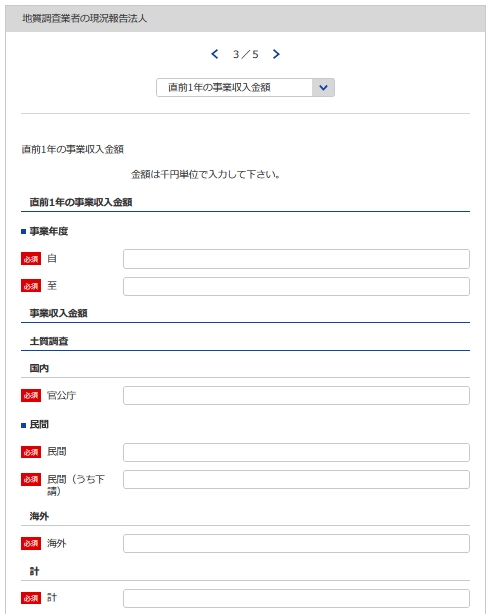 地質調査業者の現況報告法人
3／5
直前1年の事業収入金額
直前1年の事業収入金額
金額は千円単位で入力して下さい。
直前1年の事業収入金額
事業年度
必須 自
必須 至
事業収入金額
土質調査
国内
必須 官公庁
民間
必須 民間
必須 民間（うち下
請）
海外
必須 海外
計
必須 計